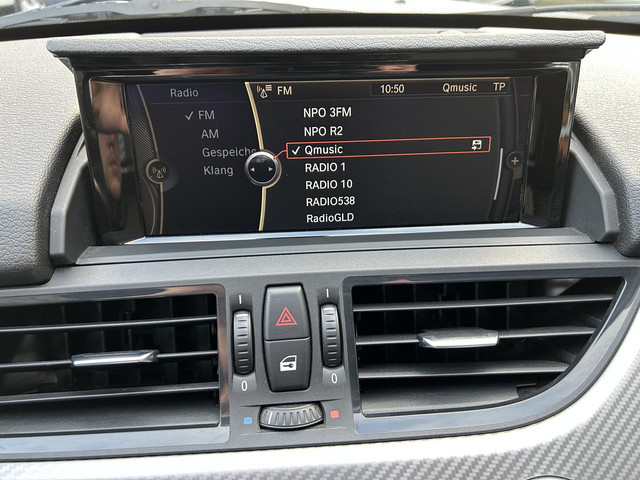 Radio
FM 10:50 Qmusic TP
FM
AM
Gespeiche
Klang
NPO 3FM
NPO R2
Qmusic
RADIO 1
RADIO 10
RADIO538
RadioGLD
I I
0 0